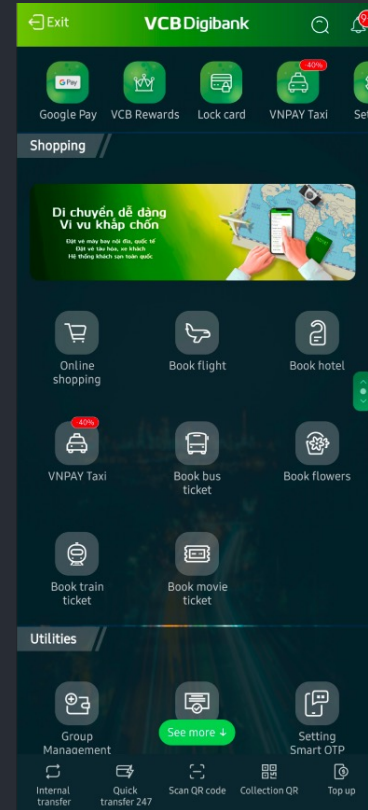 Exit
VCB Digibank
G Pay
-40%
Google Pay
VCB Rewards
Lock card
VNPAY Taxi
Shopping
Di chuyển dễ dàng
Vi vu khắp chốn
Đặt vé máy bay nội địa, quốc tế
Đặt vé tàu hỏa, xe khách
Hệ thống khách sạn toàn quốc
Online
shopping
Book flight
Book hotel
-40%
VNPAY Taxi
Book bus
ticket
Book flowers
Book train
ticket
Book movie
ticket
Utilities
Group
Management
See more ↓
Setting
Smart OTP
Internal
transfer
Quick
transfer 247
Scan QR code
Collection QR
Top up